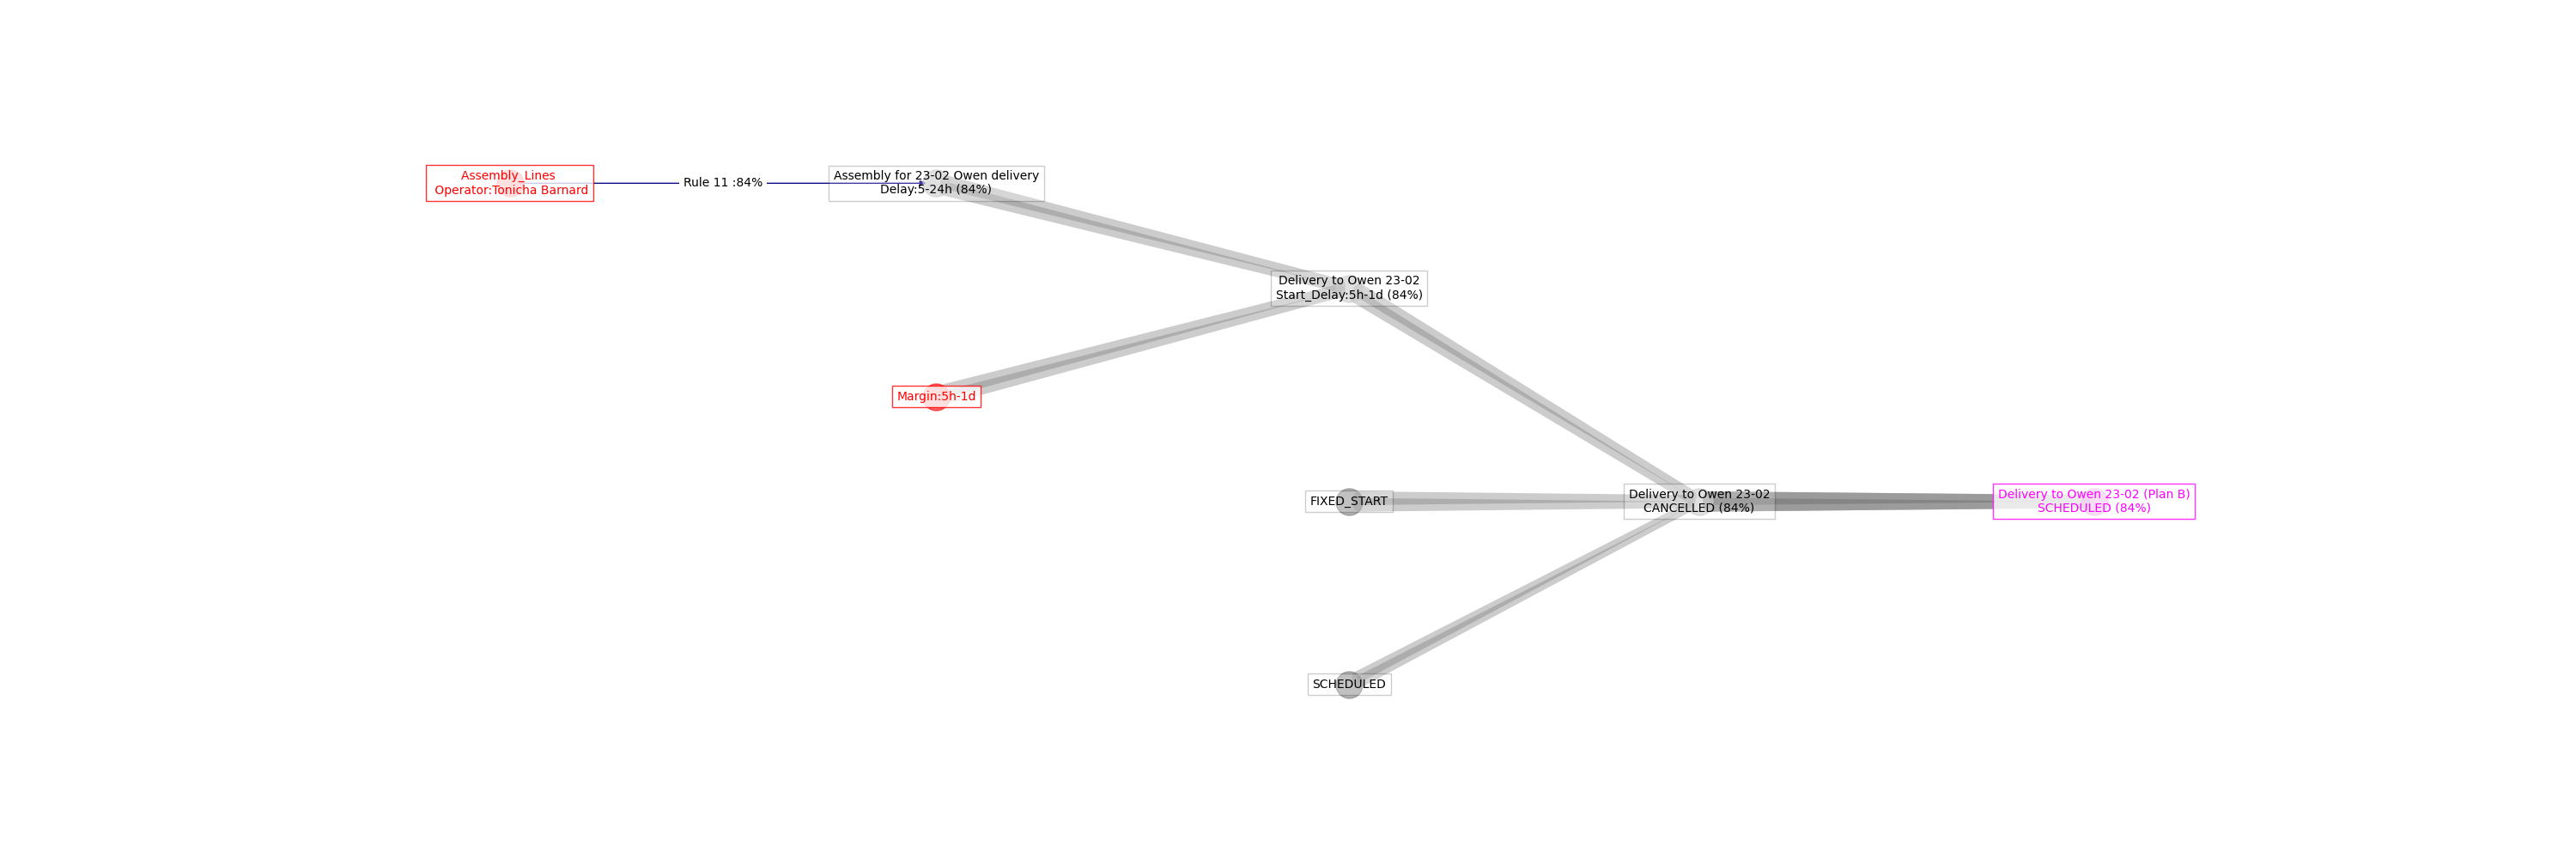 Assembly_Lines
Operator:Tonicha Barnard
Rule 11 :84%
Assembly for 23-02 Owen delivery
Delay:5-24h (84%)
Delivery to Owen 23-02
Start_Delay:5h-1d (84%)
Margin:5h-1d
FIXED_START
Delivery to Owen 23-02
CANCELLED (84%)
Delivery to Owen 23-02 (Plan B)
SCHEDULED (84%)
SCHEDULED